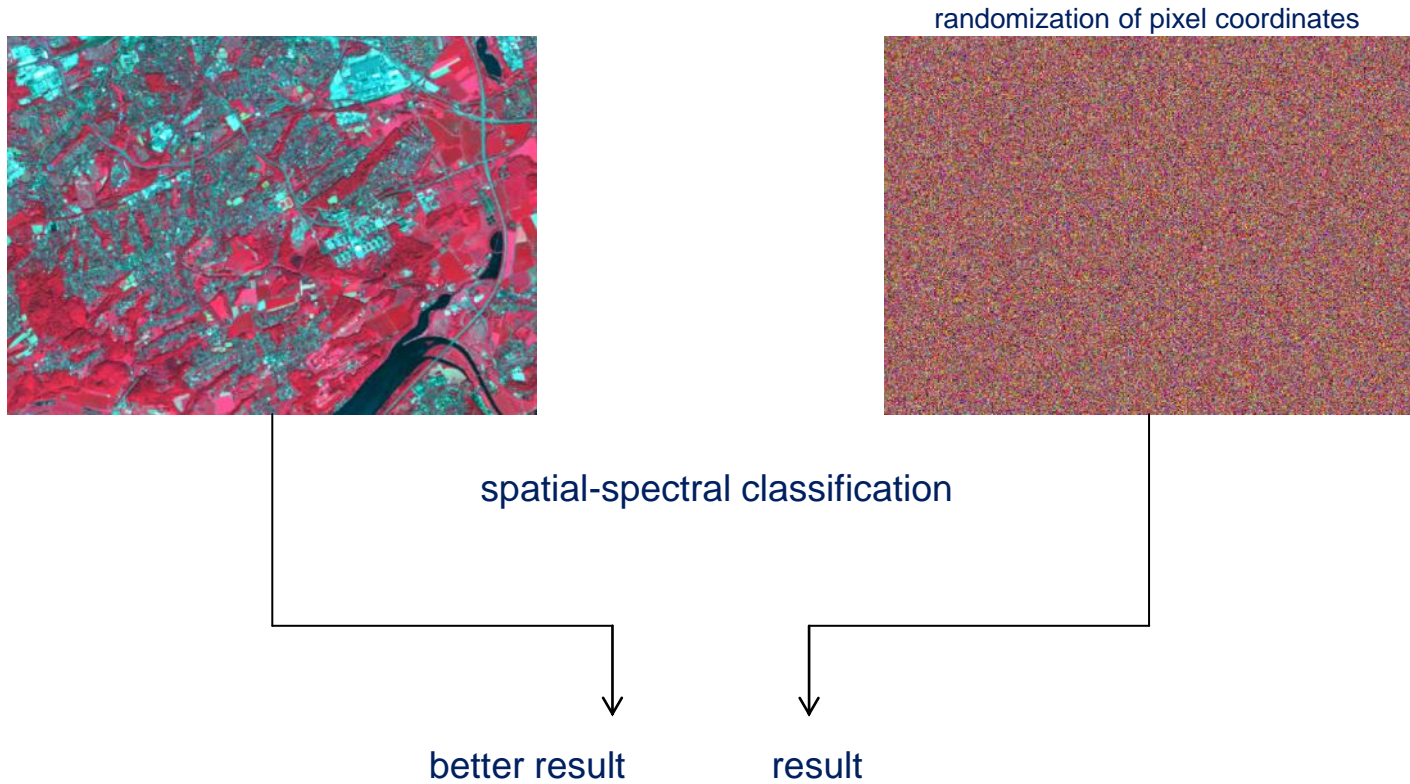 randomization of pixel coordinates
spatial-spectral classification
better result
result